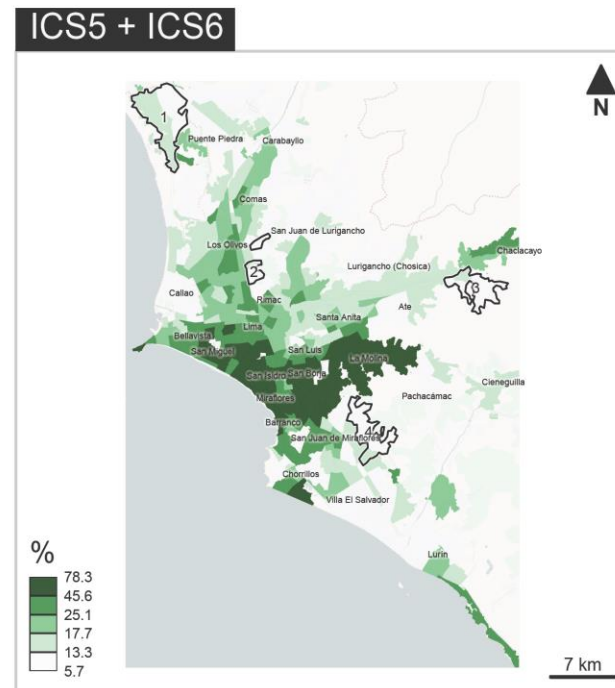 ICS5 + ICS6
N
1
Puente Piedra
Carabayllo
Comas
San Juan de Lurigancho
Los Olivos
2
Chaclacayo
Lurigancho (Chosica)
3
Callao
Rimac
Ate
Santa Anita
Lima
Bellavista
San Miguel
San Luis
La Molina
San Isidro
San Borja
Cieneguilla
Miraflores
Pachacámac
Barranco
4
San Juan de Miraflores
Chorrillos
Villa El Salvador
Lurín
%
78.3
45.6
25.1
17.7
13.3
5.7
7 km